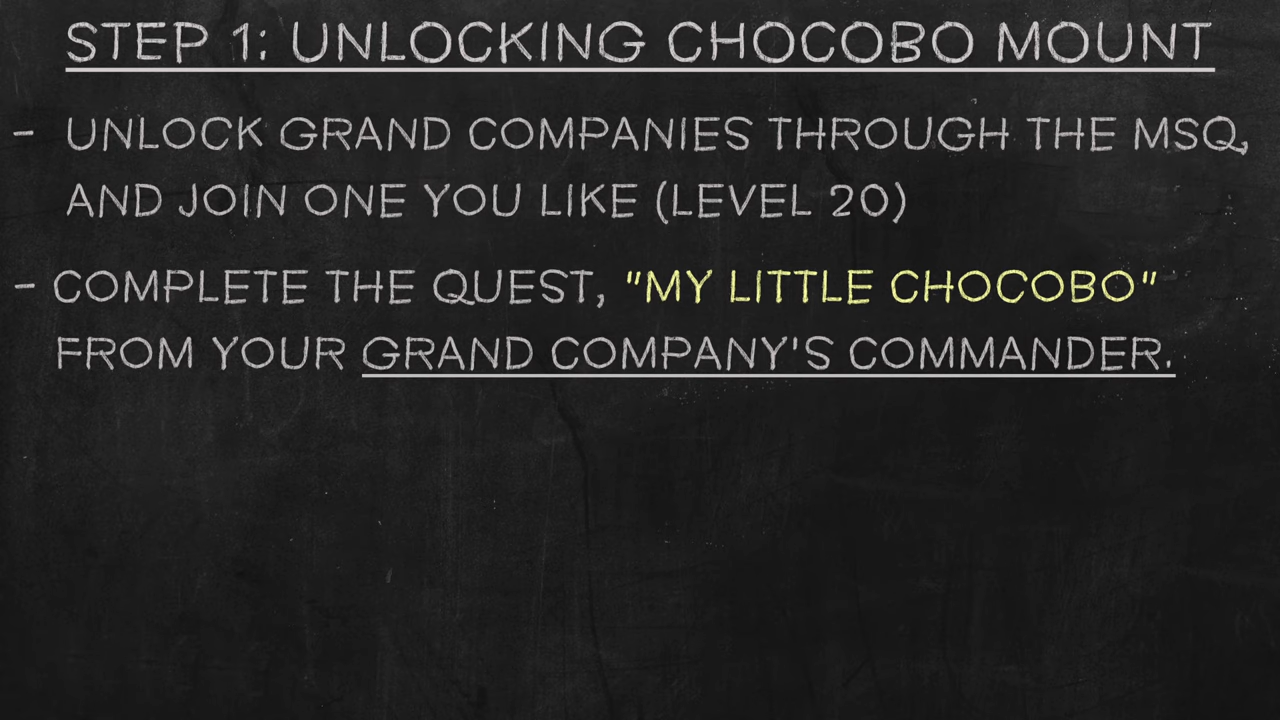 STEP 1: UNLOCKING CHOCOBO MOUNT
- UNLOCK GRAND COMPANIES THROUGH THE MSQ,
AND JOIN ONE YOU LIKE (LEVEL 20)
- COMPLETE THE QUEST, "MY LITTLE CHOCOBO"
FROM YOUR GRAND COMPANY'S COMMANDER.